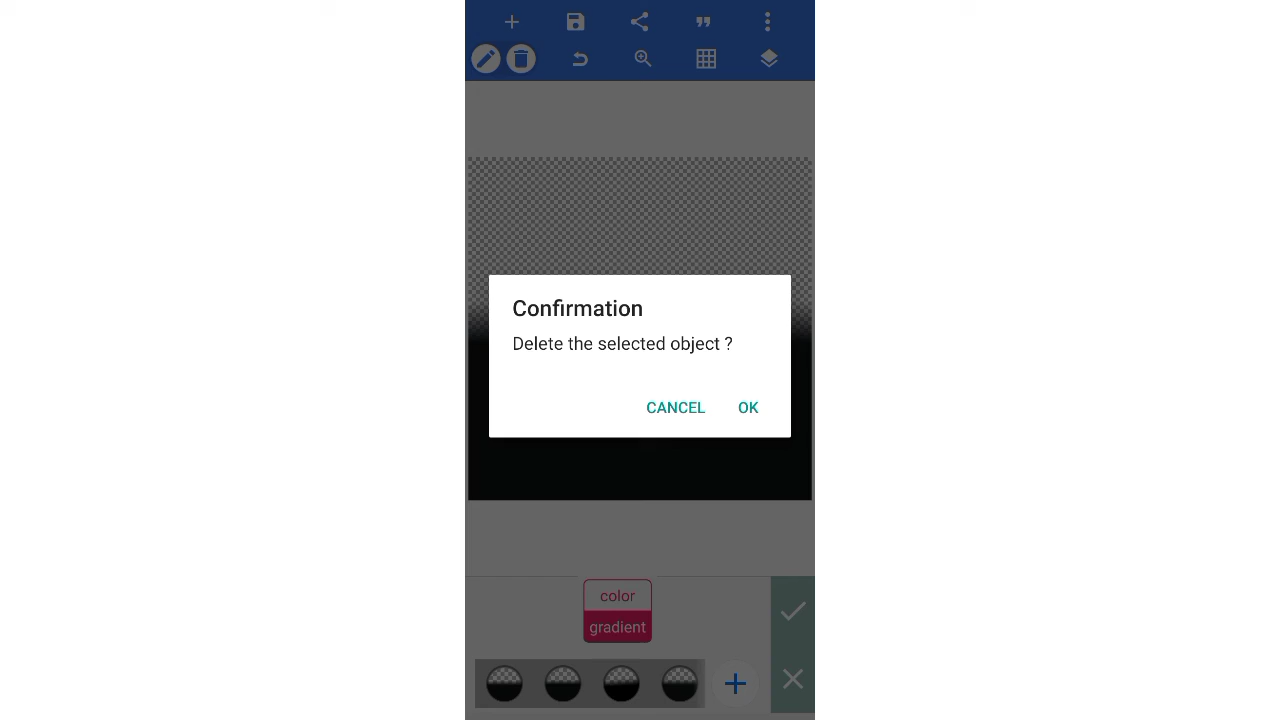 Confirmation
Delete the selected object ?
CANCEL OK
color
gradient